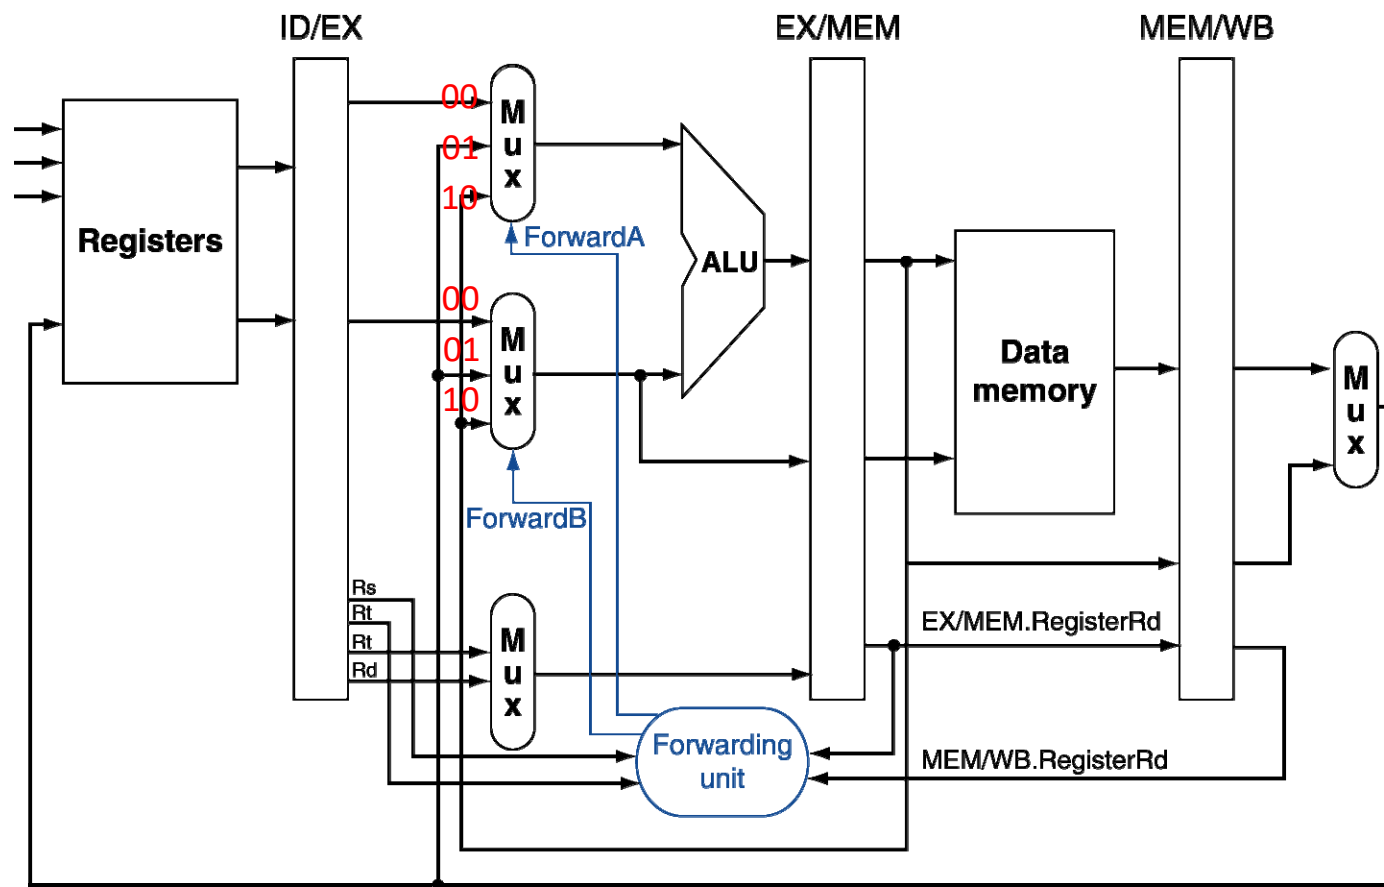 ID/EX
EX/MEM
MEM/WB
00
01
10
M
u
x
Registers
ForwardA
ALU
00
01
10
M
u
x
Data
memory
M
u
x
ForwardB
Rs
Rt
Rt
Rd
M
u
x
EX/MEM.RegisterRd
Forwarding
unit
MEM/WB.RegisterRd